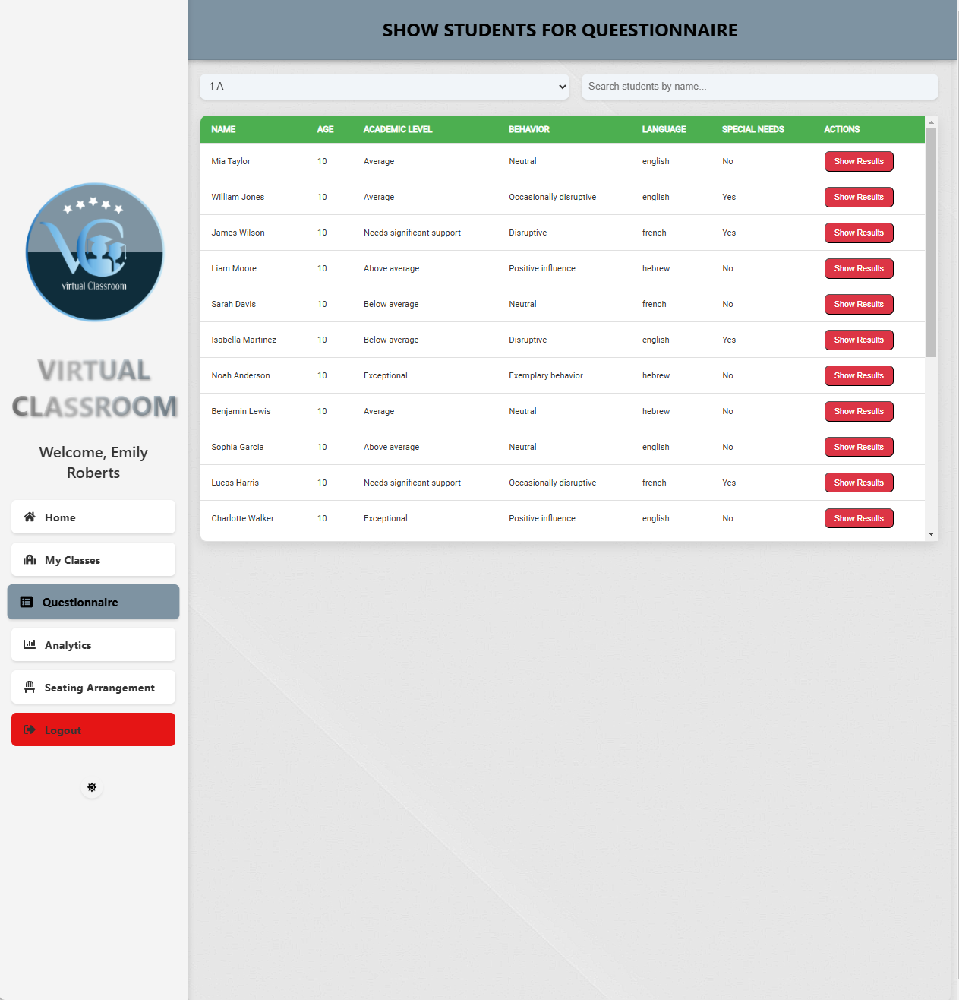 SHOW STUDENTS FOR QUEESTIONNAIRE
1 A
Search students by name...
virtual Classroom
VIRTUAL
CLASSROOM
Welcome, Emily
Roberts
Home
My Classes
Questionnaire
Analytics
Seating Arrangement
Logout
NAME AGE ACADEMIC LEVEL BEHAVIOR LANGUAGE SPECIAL NEEDS ACTIONS
Mia Taylor 10 Average Neutral english No Show Results
William Jones 10 Average Occasionally disruptive english Yes Show Results
James Wilson 10 Needs significant support Disruptive french Yes Show Results
Liam Moore 10 Above average Positive influence hebrew No Show Results
Sarah Davis 10 Below average Neutral french No Show Results
Isabella Martinez 10 Below average Disruptive english Yes Show Results
Noah Anderson 10 Exceptional Exemplary behavior hebrew No Show Results
Benjamin Lewis 10 Average Neutral hebrew No Show Results
Sophia Garcia 10 Above average Neutral english No Show Results
Lucas Harris 10 Needs significant support Occasionally disruptive french Yes Show Results
Charlotte Walker 10 Exceptional Positive influence english No Show Results